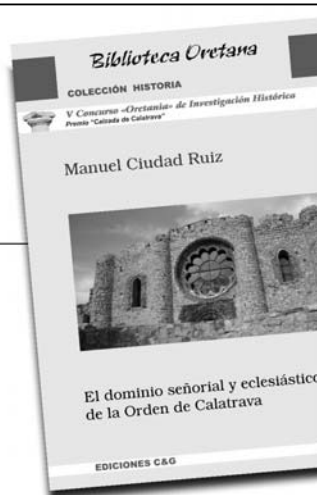 Biblioteca Oretana
COLECCIÓN HISTORIA
V Concurso «Oretania» de Investigación Histórica
Premio "Calzada de Calatrava"
Manuel Ciudad Ruiz
El dominio señorial y eclesiástico
de la Orden de Calatrava
EDICIONES C&G